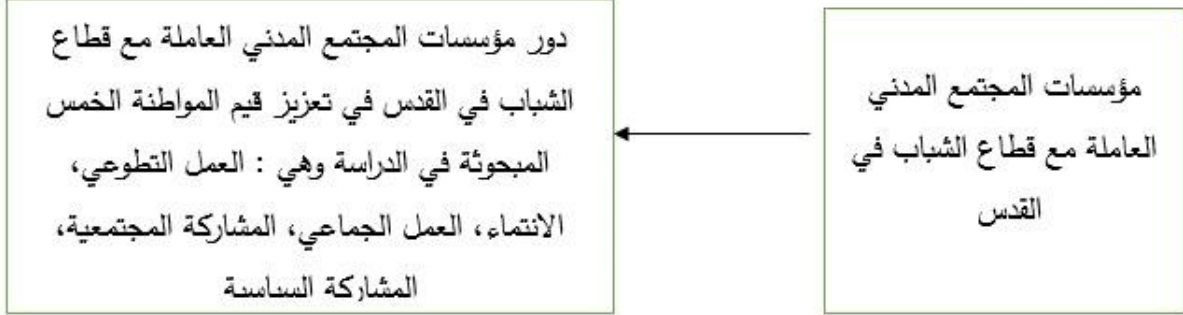 مؤسسات المجتمع المدني
العاملة مع قطاع الشباب في
القدس
دور مؤسسات المجتمع المدني العاملة مع قطاع
الشباب في القدس في تعزيز قيم المواطنة الخمس
المبحوثة في الدراسة وهي : العمل التطوعي،
الانتماء، العمل الجماعي، المشاركة المجتمعية،
المشاركة السياسية